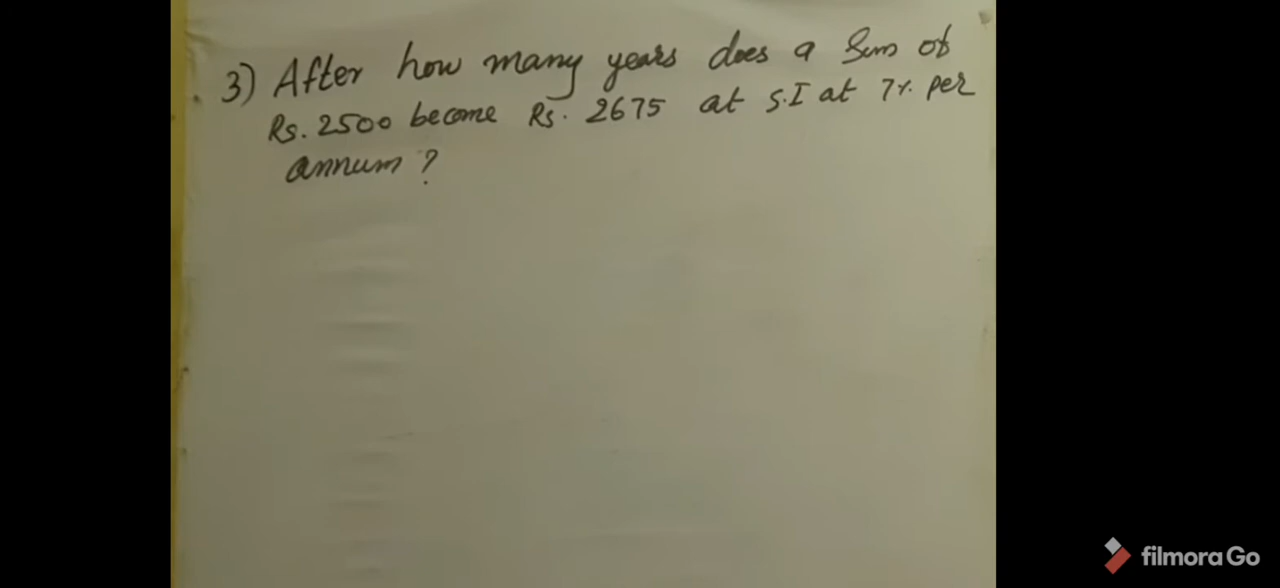 3) After how many years does a Sum of
Rs. 2500 become Rs. 2675 at S.I at 7%. per
annum ?
filmora Go